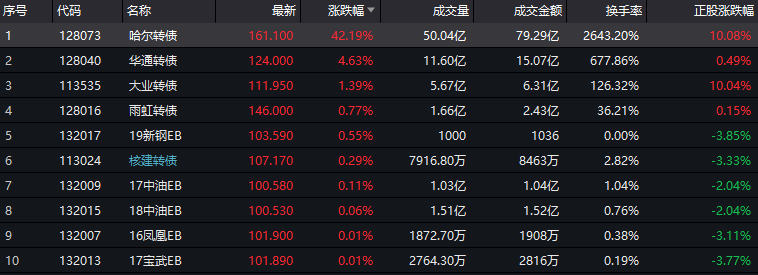 序号 代码 名称 最新 涨跌幅 成交量 成交金额 换手率 正股涨跌幅
1 128073 哈尔转债 161.100 42.19% 50.04亿 79.29亿 2643.20% 10.08%
2 128040 华通转债 124.000 4.63% 11.60亿 15.07亿 677.86% 0.49%
3 113535 大业转债 111.950 1.39% 5.67亿 6.31亿 126.32% 10.04%
4 128016 雨虹转债 146.000 0.77% 1.66亿 2.43亿 36.21% 0.15%
5 132017 19新钢EB 103.590 0.55% 1000 1036 0.00% -3.85%
6 113024 核建转债 107.170 0.29% 7916.80万 8463万 2.82% -3.33%
7 132009 17中油EB 100.580 0.11% 1.03亿 1.04亿 1.04% -2.04%
8 132015 18中油EB 100.530 0.06% 1.51亿 1.52亿 0.76% -2.04%
9 132007 16凤凰EB 101.900 0.01% 1872.70万 1908万 0.38% -3.11%
10 132013 17宝武EB 101.890 0.01% 2764.30万 2816万 0.19% -3.77%